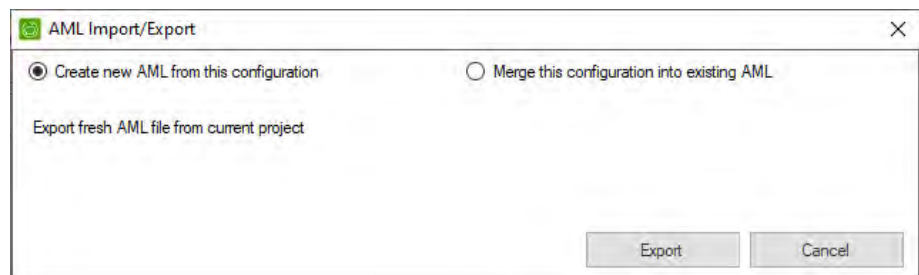 AML Import/Export
Create new AML from this configuration
Merge this configuration into existing AML
Export fresh AML file from current project
Export
Cancel